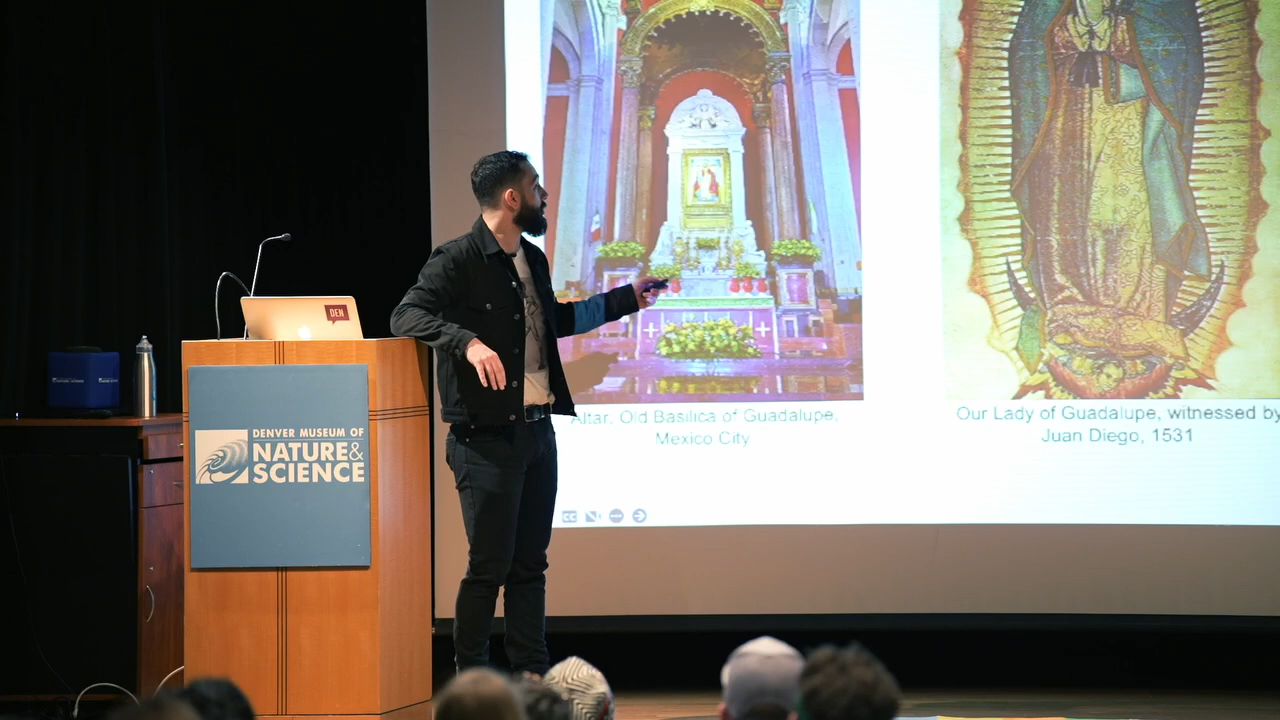 DEN
DENVER MUSEUM OF
NATURE&
SCIENCE
Altar, Old Basilica of Guadalupe,
Mexico City
Our Lady of Guadalupe, witnessed by
Juan Diego, 1531
CC